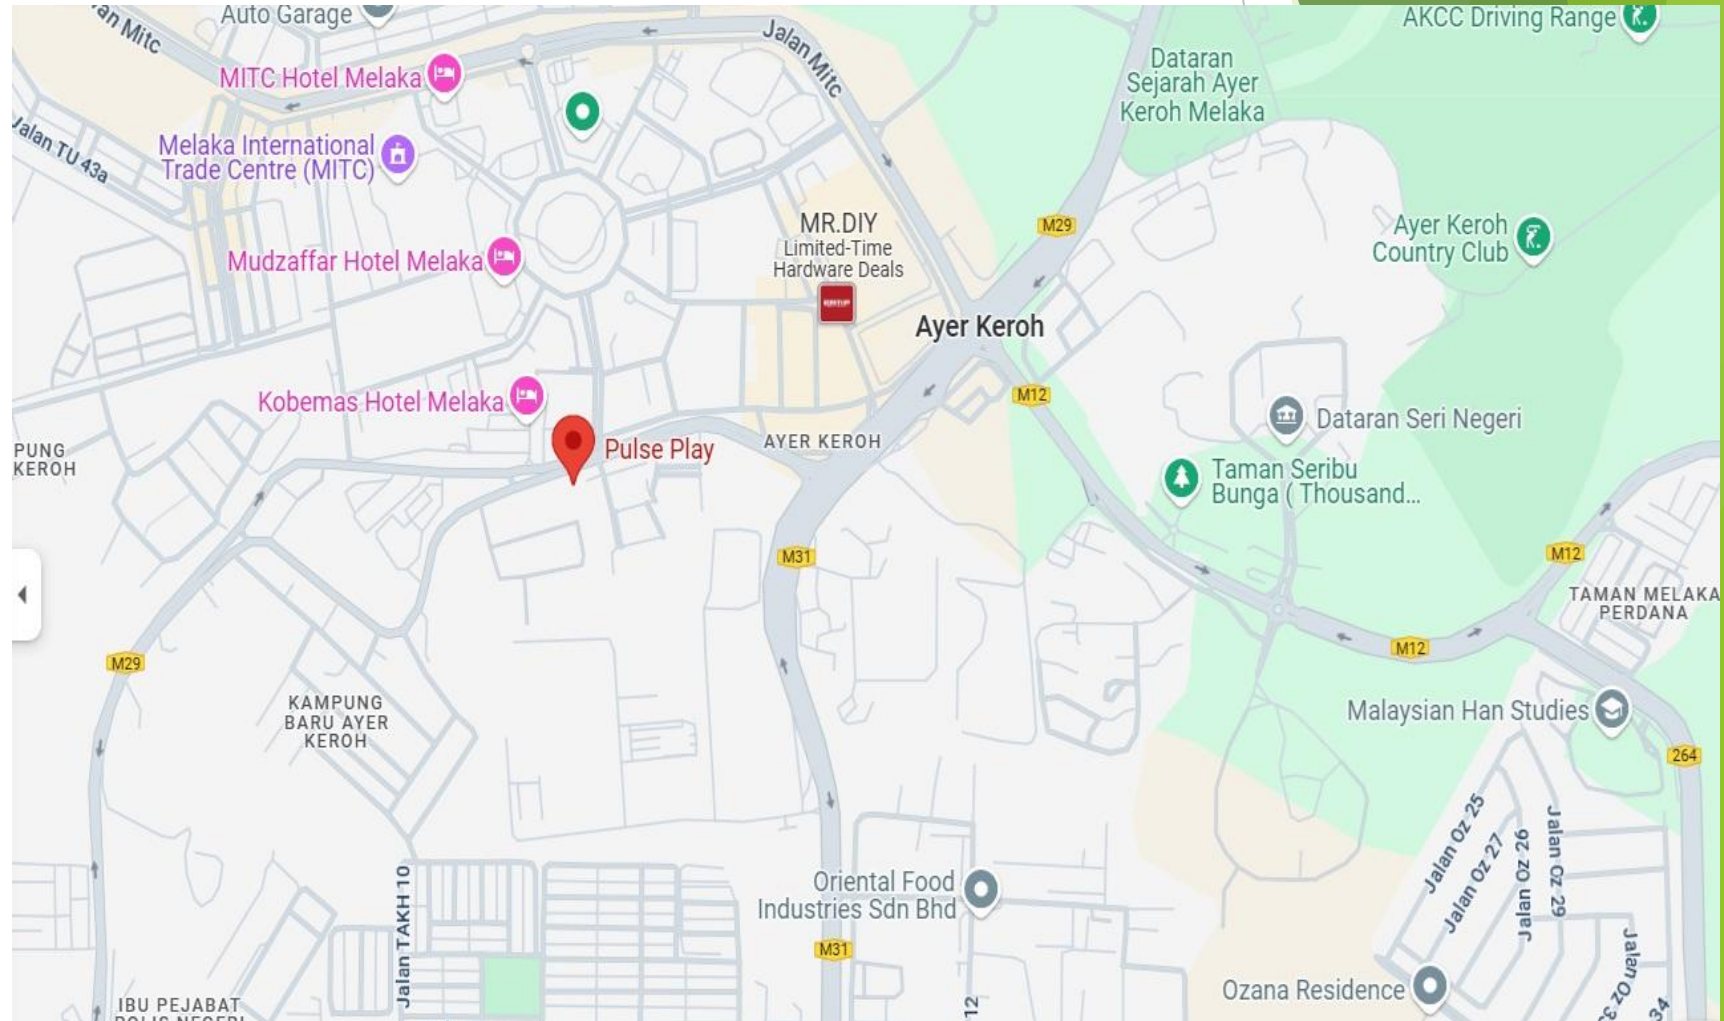 Auto Garage
Jalan Mitc
AKCC Driving Range
MITC Hotel Melaka
Dataran
Sejarah Ayer
Keroh Melaka
Jalan TU 43a
Melaka International
Trade Centre (MITC)
MR.DIY
Limited-Time
Hardware Deals
M29
Ayer Keroh
Country Club
Mudzaffar Hotel Melaka
Ayer Keroh
Kobemas Hotel Melaka
M12
Dataran Seri Negeri
PUNG
KEROH
Pulse Play
AYER KEROH
Taman Seribu
Bunga ( Thousand...
M31
M12
TAMAN MELAKA
PERDANA
M29
M12
KAMPUNG
BARU AYER
KEROH
Malaysian Han Studies
264
Jalan Oz 25
Jalan Oz 27
Jalan Oz 26
Jalan Oz 29
Jalan TAKH 10
Oriental Food
Industries Sdn Bhd
M31
Ozana Residence
12
34
IBU PEJABAT
POLIS NEGERI